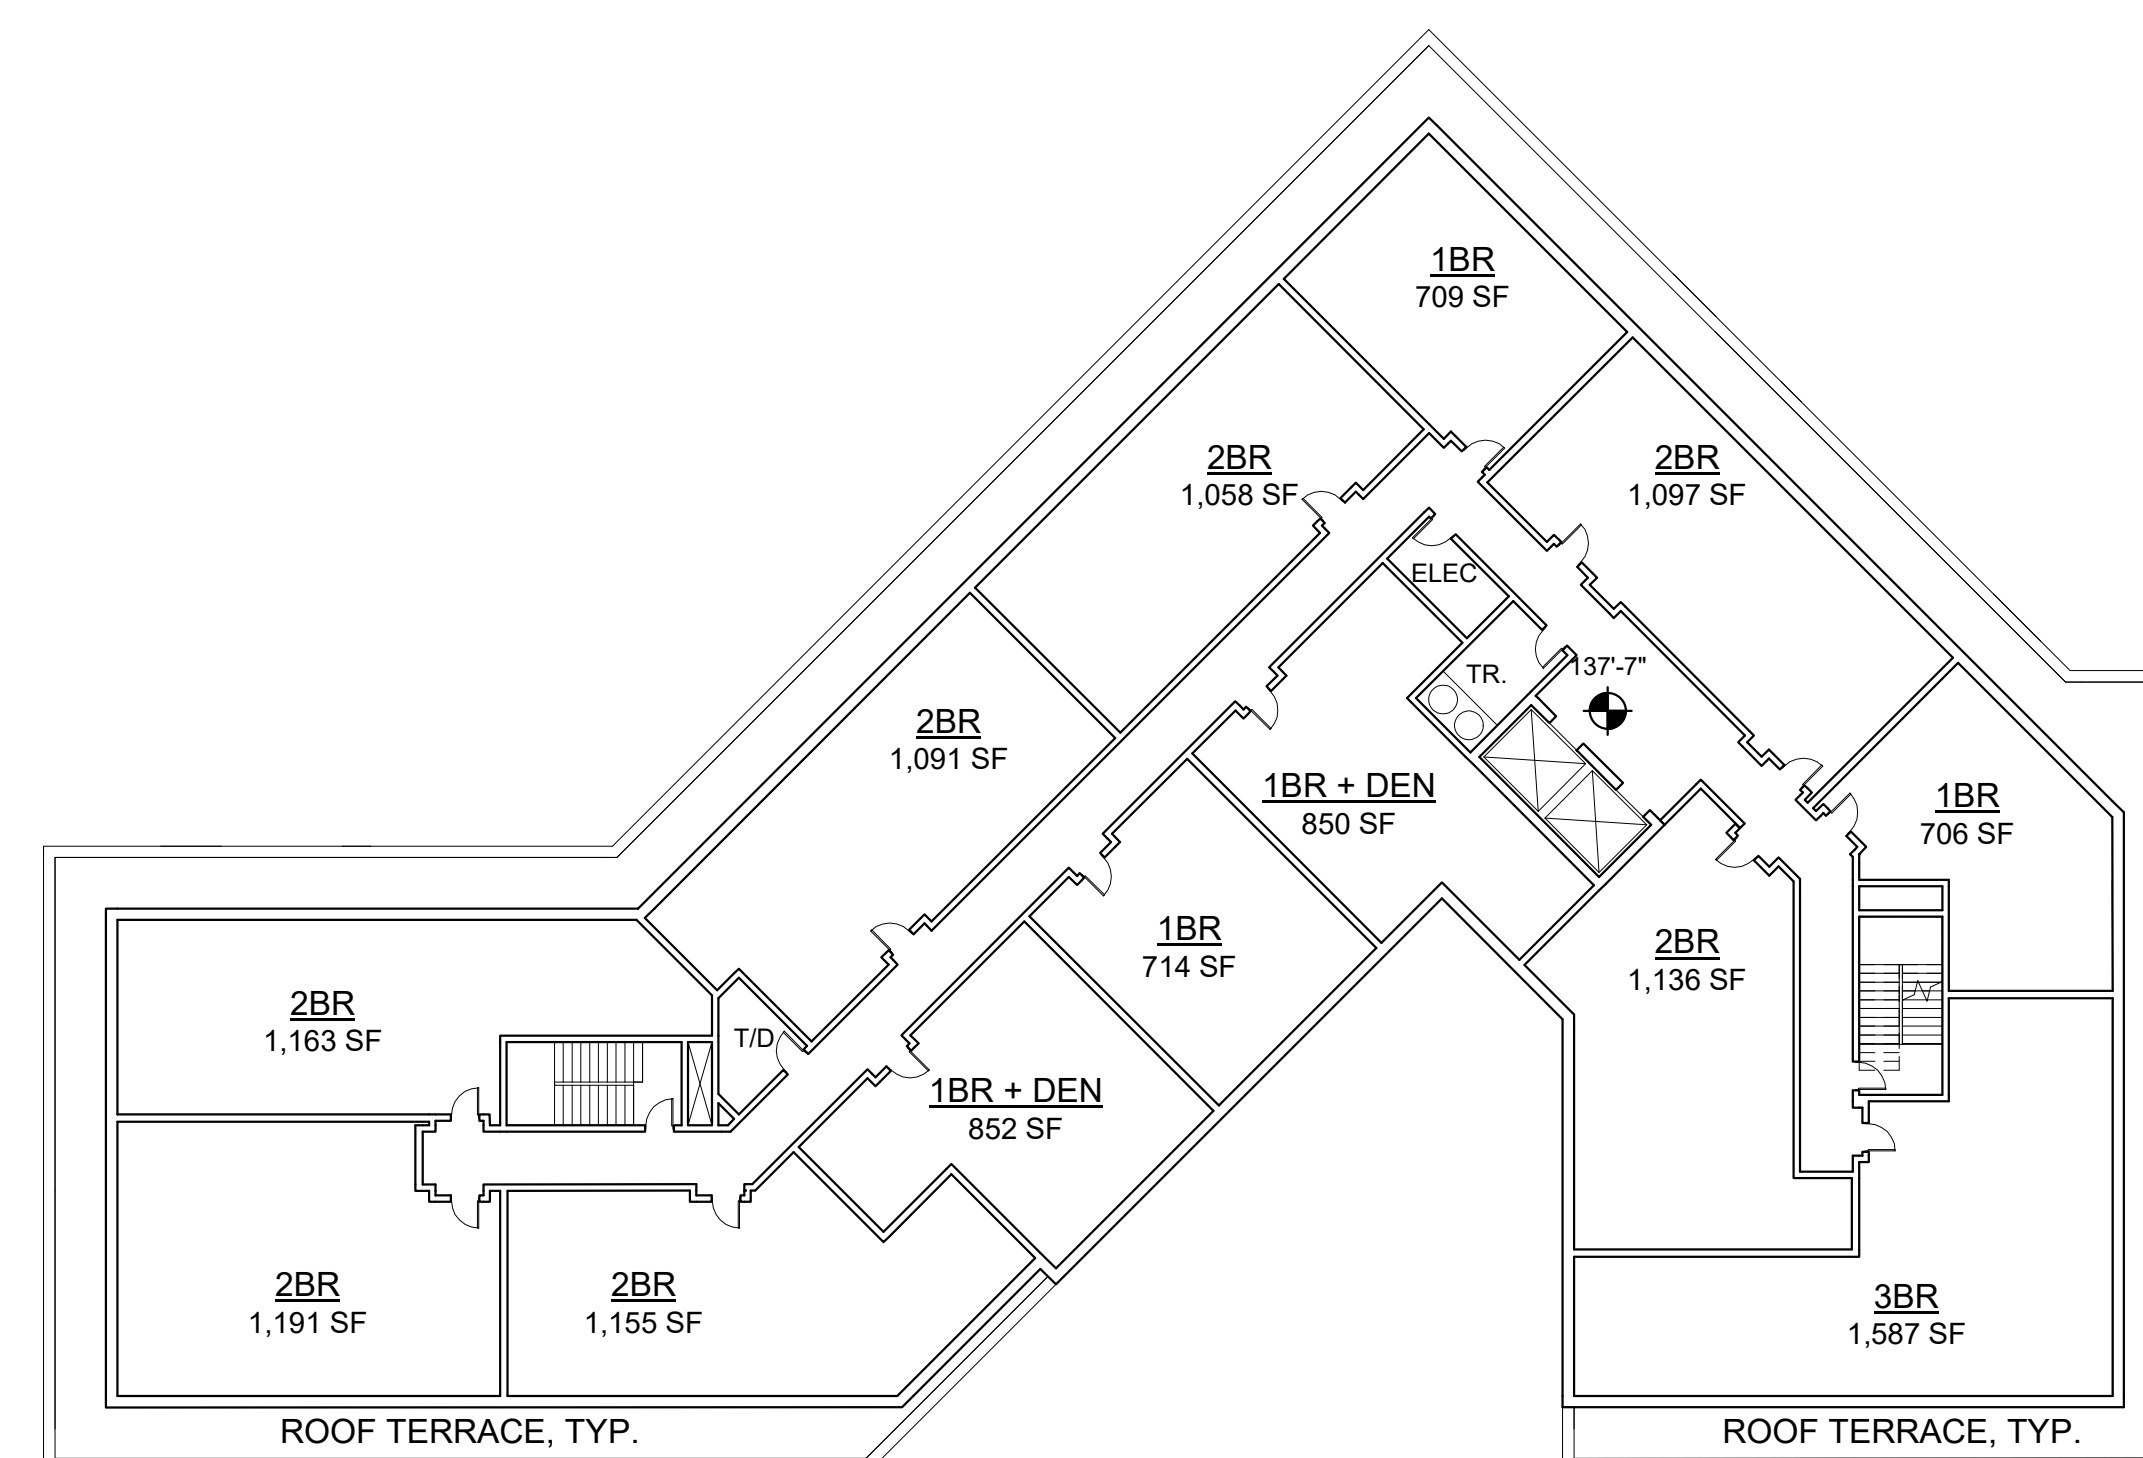 1BR
709 SF
2BR
1,058 SF
2BR
1,097 SF
ELEC
TR.
137'-7"
2BR
1,091 SF
1BR + DEN
850 SF
1BR
706 SF
1BR
714 SF
2BR
1,136 SF
2BR
1,163 SF
T/D
1BR + DEN
852 SF
2BR
1,191 SF
2BR
1,155 SF
3BR
1,587 SF
ROOF TERRACE, TYP.
ROOF TERRACE, TYP.